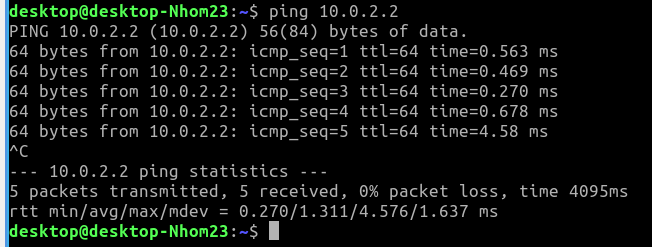 desktop@desktop-Nhom23:~$ ping 10.0.2.2
PING 10.0.2.2 (10.0.2.2) 56(84) bytes of data.
64 bytes from 10.0.2.2: icmp_seq=1 ttl=64 time=0.563 ms
64 bytes from 10.0.2.2: icmp_seq=2 ttl=64 time=0.469 ms
64 bytes from 10.0.2.2: icmp_seq=3 ttl=64 time=0.270 ms
64 bytes from 10.0.2.2: icmp_seq=4 ttl=64 time=0.678 ms
64 bytes from 10.0.2.2: icmp_seq=5 ttl=64 time=4.58 ms
^C
--- 10.0.2.2 ping statistics ---
5 packets transmitted, 5 received, 0% packet loss, time 4095ms
rtt min/avg/max/mdev = 0.270/1.311/4.576/1.637 ms
desktop@desktop-Nhom23:~$